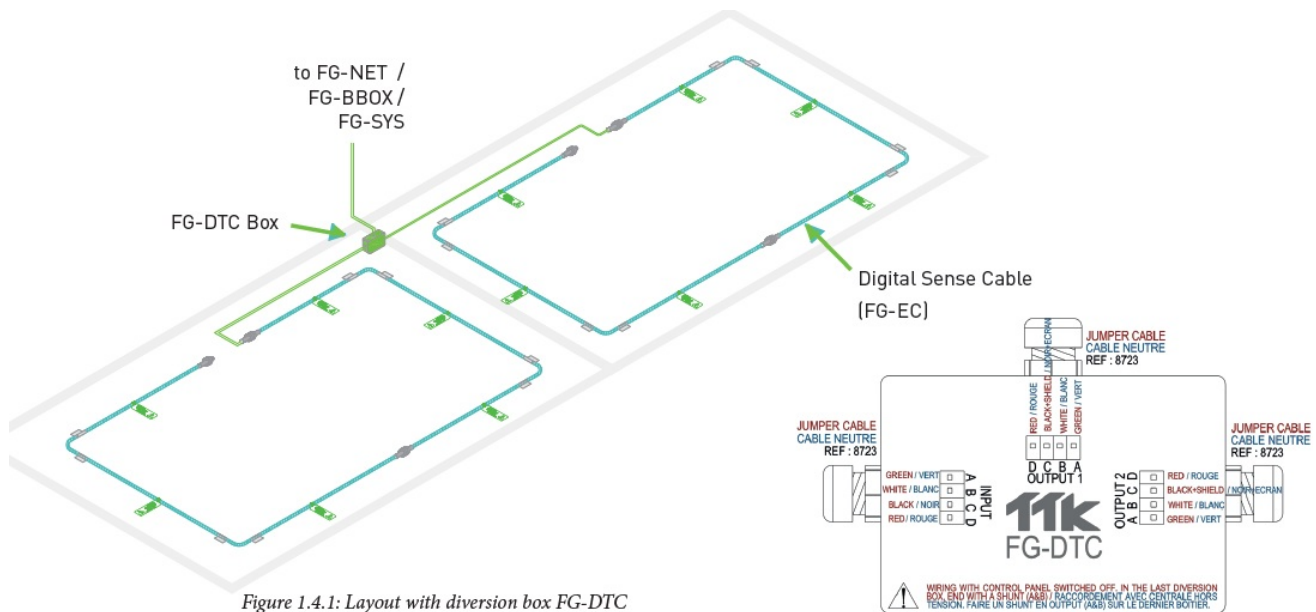 to FG-NET /
FG-BBOX /
FG-SYS
FG-DTC Box
Digital Sense Cable
(FG-EC)
JUMPER CABLE
CABLE NEUTRE
REF : 8723
RED / ROUGE
BLACK+SHIELD / NOIR+ECRAN
WHITE / BLANC
GREEN / VERT
D C B A
OUTPUT 1
JUMPER CABLE
CABLE NEUTRE
REF : 8723
GREEN / VERT
WHITE / BLANC
BLACK / NOIR
RED / ROUGE
A B C D
INPUT
JUMPER CABLE
CABLE NEUTRE
REF : 8723
OUTPUT 2
A B C D
RED / ROUGE
BLACK+SHIELD / NOIR+ECRAN
WHITE / BLANC
GREEN / VERT
TTK
FG-DTC
WIRING WITH CONTROL PANEL SWITCHED OFF. IN THE LAST DIVERSION
BOX, END WITH A SHUNT (A&B) / RACCORDEMENT AVEC CENTRALE HORS
TENSION. FAIRE UN SHUNT EN OUTPUT (A&B) SUR LE DERNIER BOTIER.
Figure 1.4.1: Layout with diversion box FG-DTC